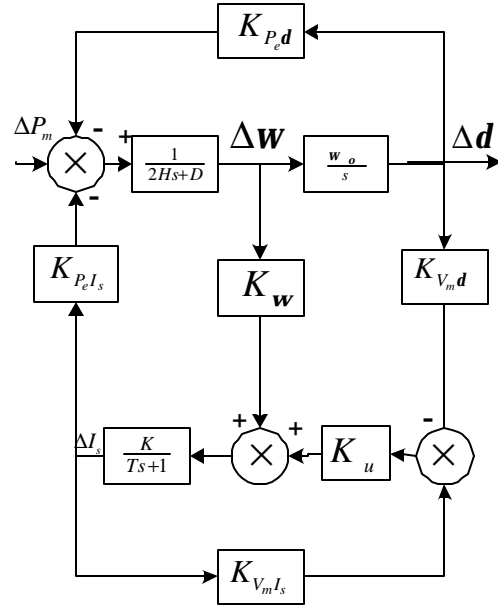 K_{P_e d}
ΔP_m
-
+
1
2Hs+D
Δw
w_o
s
Δd
-
K_{P_e I_s}
K_w
K_{V_m d}
-
+
+
ΔI_s
K
Ts+1
K_u
K_{V_m I_s}